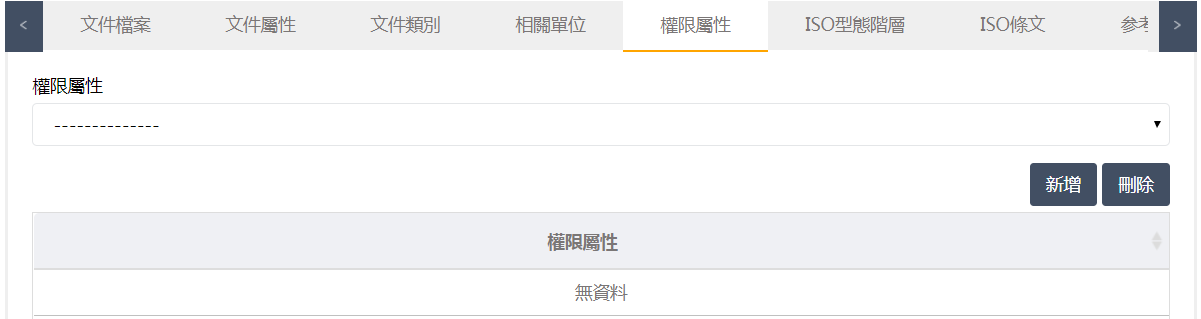 < 文件檔案 文件屬性 文件類別 相關單位 權限屬性 ISO型態階層 ISO條文 参 >
權限屬性
--------------
新增 刪除
權限屬性
無資料